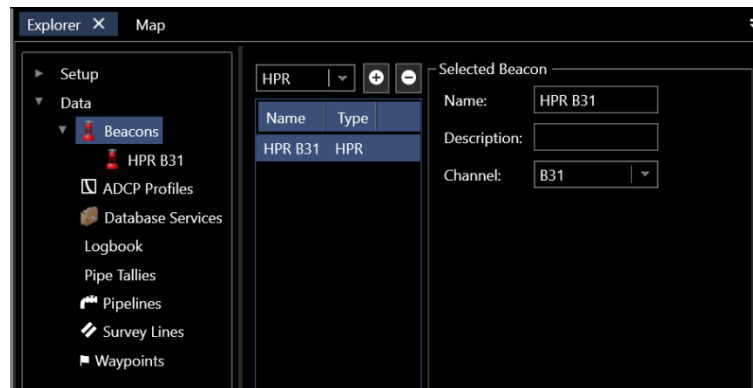 Explorer
Map
Setup
Data
Beacons
HPR B31
ADCP Profiles
Database Services
Logbook
Pipe Tallies
Pipelines
Survey Lines
Waypoints
HPR
Name Type
HPR B31 HPR
Selected Beacon
Name: HPR B31
Description:
Channel: B31